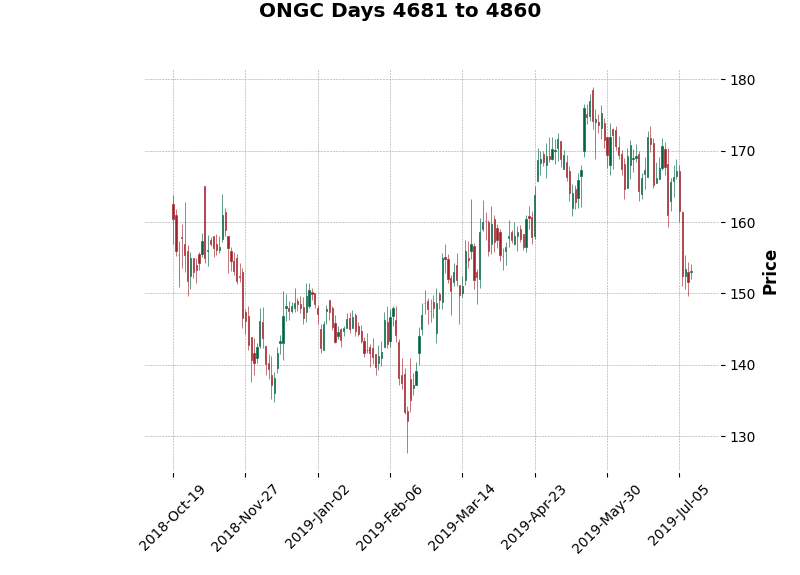 ONGC Days 4681 to 4860
180
170
160
150
140
130
Price
2018-Oct-19
2018-Nov-27
2019-Jan-02
2019-Feb-06
2019-Mar-14
2019-Apr-23
2019-May-30
2019-Jul-05